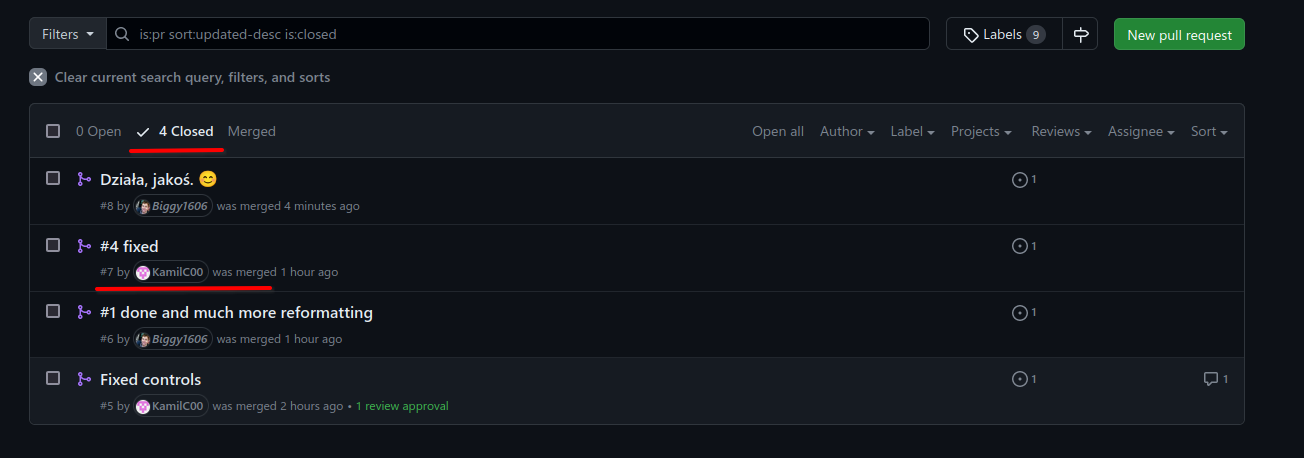 Filters is:pr sort:updated-desc is:closed Labels 9 New pull request
Clear current search query, filters, and sorts
0 Open 4 Closed Merged Open all Author Label Projects Reviews Assignee Sort
Działa, jakoś. 😊 1
#8 by Biggy1606 was merged 4 minutes ago
#4 fixed 1
#7 by KamilC00 was merged 1 hour ago
#1 done and much more reformatting 1
#6 by Biggy1606 was merged 1 hour ago
Fixed controls 1 1
#5 by KamilC00 was merged 2 hours ago • 1 review approval